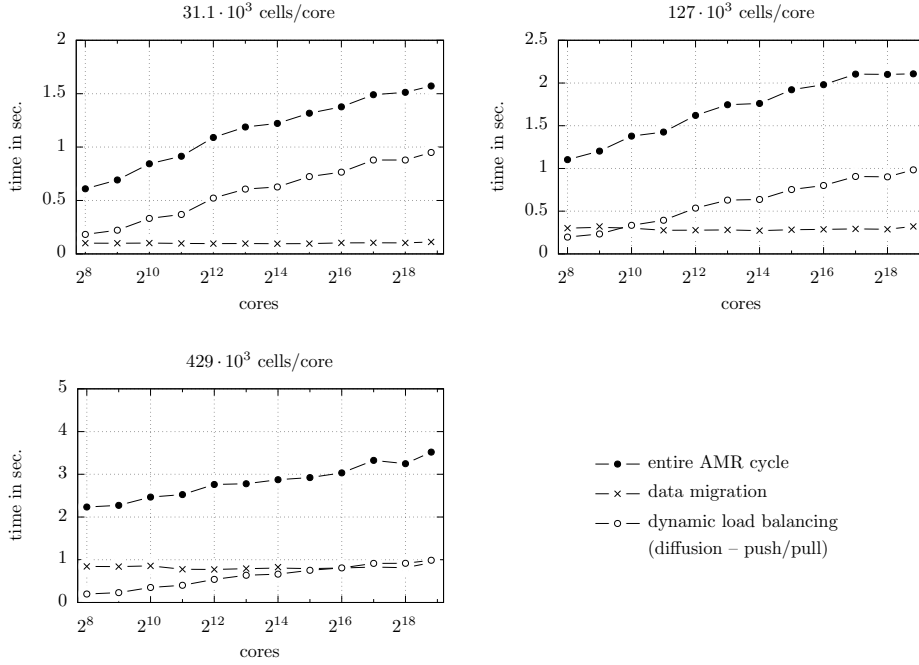 31.1 · 10³ cells/core
2
1.5
1
0.5
0
time in sec.
2⁸ 2¹⁰ 2¹² 2¹⁴ 2¹⁶ 2¹⁸
cores
127 · 10³ cells/core
2.5
2
1.5
1
0.5
0
time in sec.
2⁸ 2¹⁰ 2¹² 2¹⁴ 2¹⁶ 2¹⁸
cores
429 · 10³ cells/core
5
4
3
2
1
0
time in sec.
2⁸ 2¹⁰ 2¹² 2¹⁴ 2¹⁶ 2¹⁸
cores
entire AMR cycle
data migration
dynamic load balancing
(diffusion – push/pull)